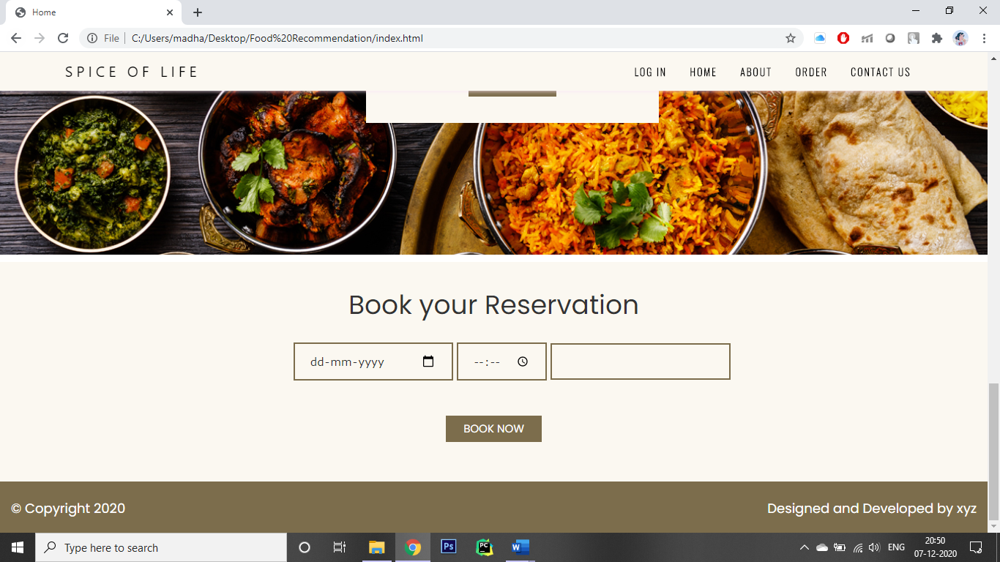 Home
File
C:/Users/madha/Desktop/Food%20Recommendation/index.html
SPICE OF LIFE
LOG IN HOME ABOUT ORDER CONTACT US
Book your Reservation
dd-mm-yyyy --:--
BOOK NOW
© Copyright 2020 Designed and Developed by xyz
Type here to search
Ps
PC
W
ENG
20:50
07-12-2020